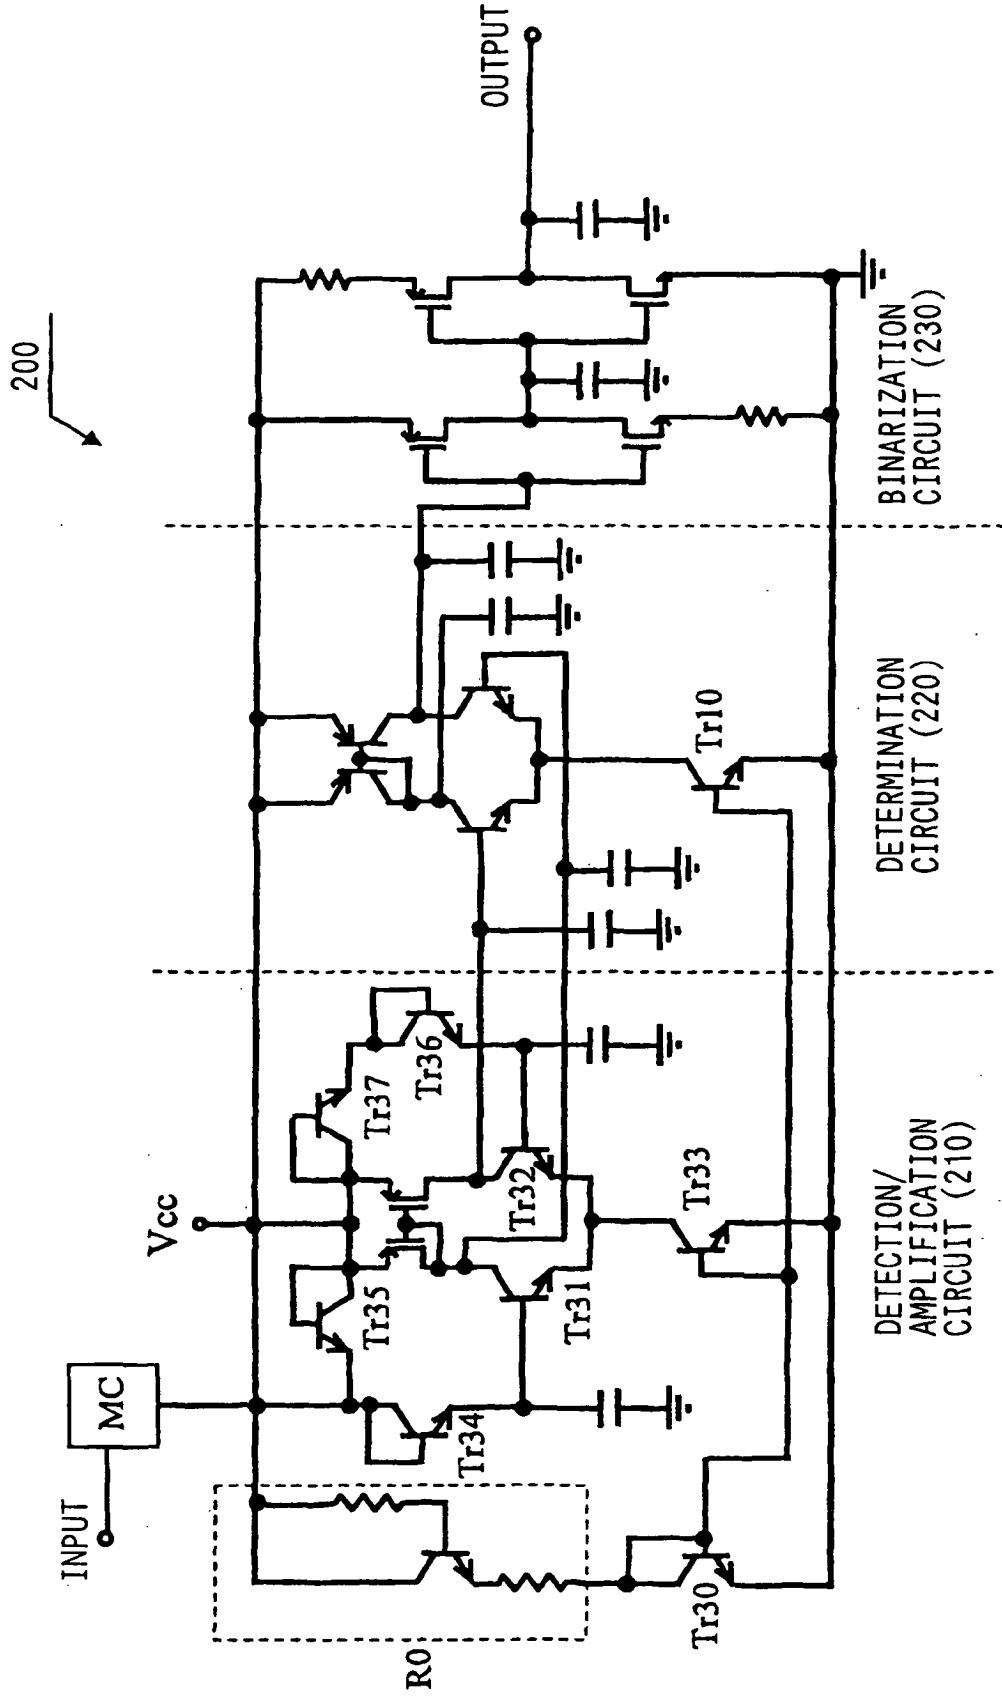 200
INPUT
MC
Vcc
OUTPUT
R0
Tr35
Tr37
Tr34
Tr36
Tr31
Tr32
Tr30
Tr33
Tr10
DETECTION/
AMPLIFICATION
CIRCUIT (210)
DETERMINATION
CIRCUIT (220)
BINARIZATION
CIRCUIT (230)